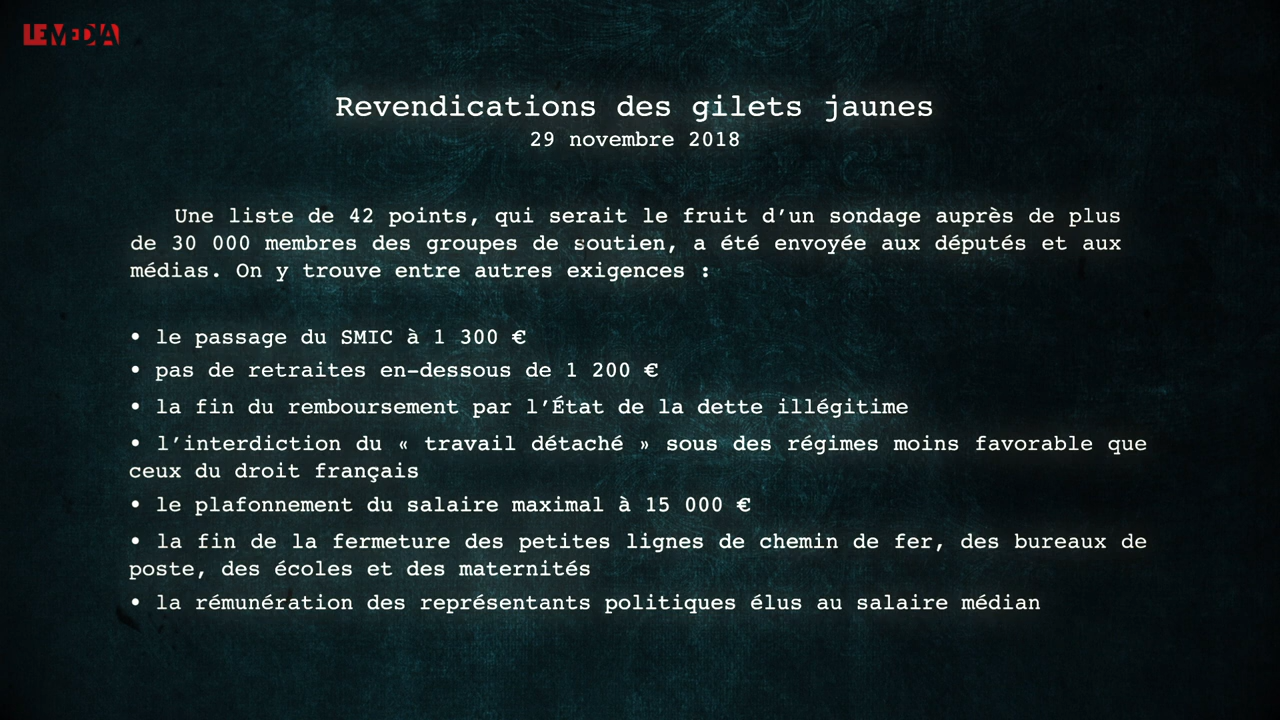 LEMEDIA
Revendications des gilets jaunes
29 novembre 2018
Une liste de 42 points, qui serait le fruit d’un sondage auprès de plus
de 30 000 membres des groupes de soutien, a été envoyée aux députés et aux
médias. On y trouve entre autres exigences :
• le passage du SMIC à 1 300 €
• pas de retraites en-dessous de 1 200 €
• la fin du remboursement par l’État de la dette illégitime
• l’interdiction du « travail détaché » sous des régimes moins favorable que
ceux du droit français
• le plafonnement du salaire maximal à 15 000 €
• la fin de la fermeture des petites lignes de chemin de fer, des bureaux de
poste, des écoles et des maternités
• la rémunération des représentants politiques élus au salaire médian